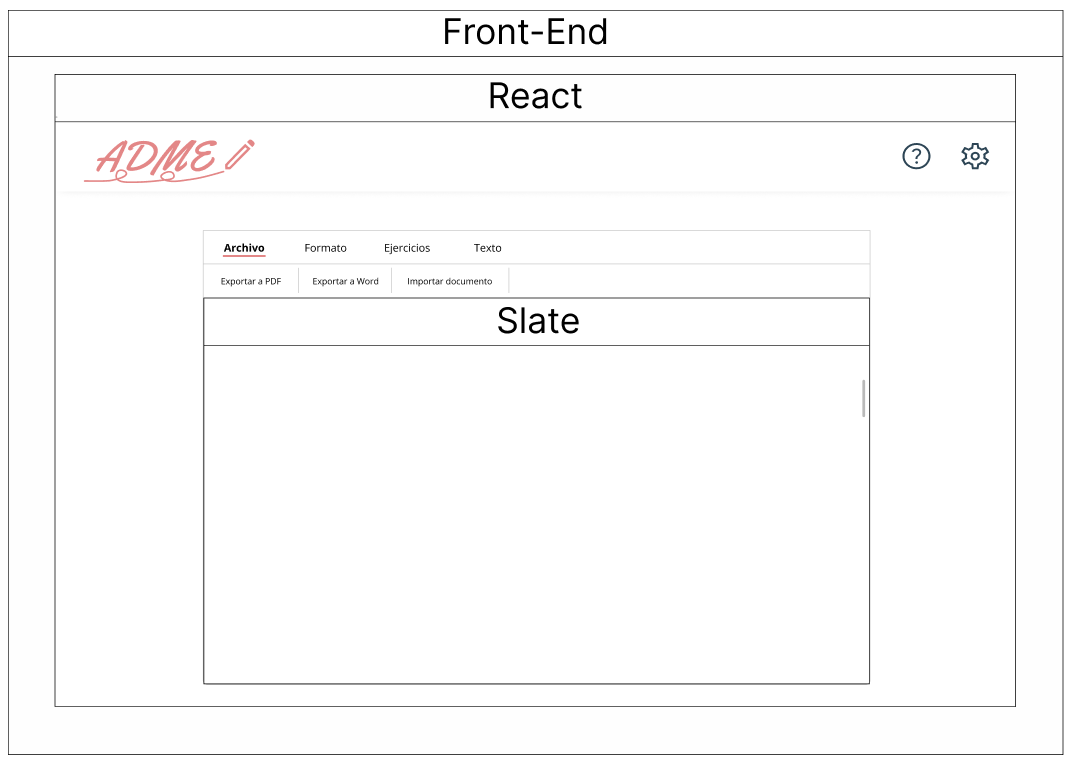 Front-End
React
ADME
?
Archivo Formato Ejercicios Texto
Exportar a PDF Exportar a Word Importar documento
Slate